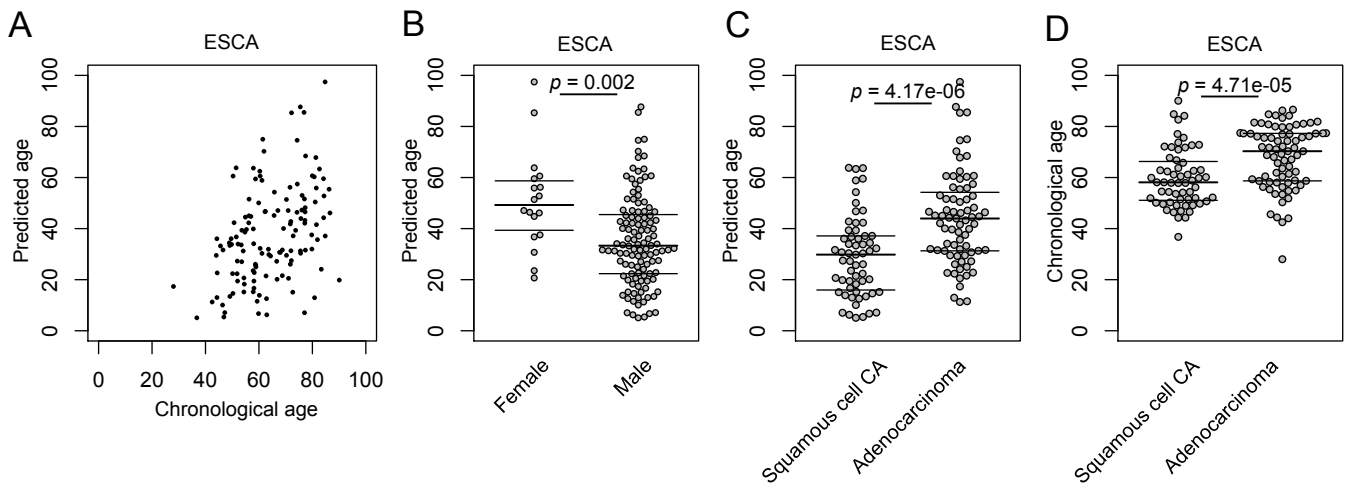 A
ESCA
Predicted age
100
80
60
40
20
0
0 20 40 60 80 100
Chronological age
B
ESCA
p = 0.002
Predicted age
100
80
60
40
20
0
Female
Male
C
ESCA
p = 4.17e-06
Predicted age
100
80
60
40
20
0
Squamous cell CA
Adenocarcinoma
D
ESCA
p = 4.71e-05
Chronological age
100
80
60
40
20
0
Squamous cell CA
Adenocarcinoma